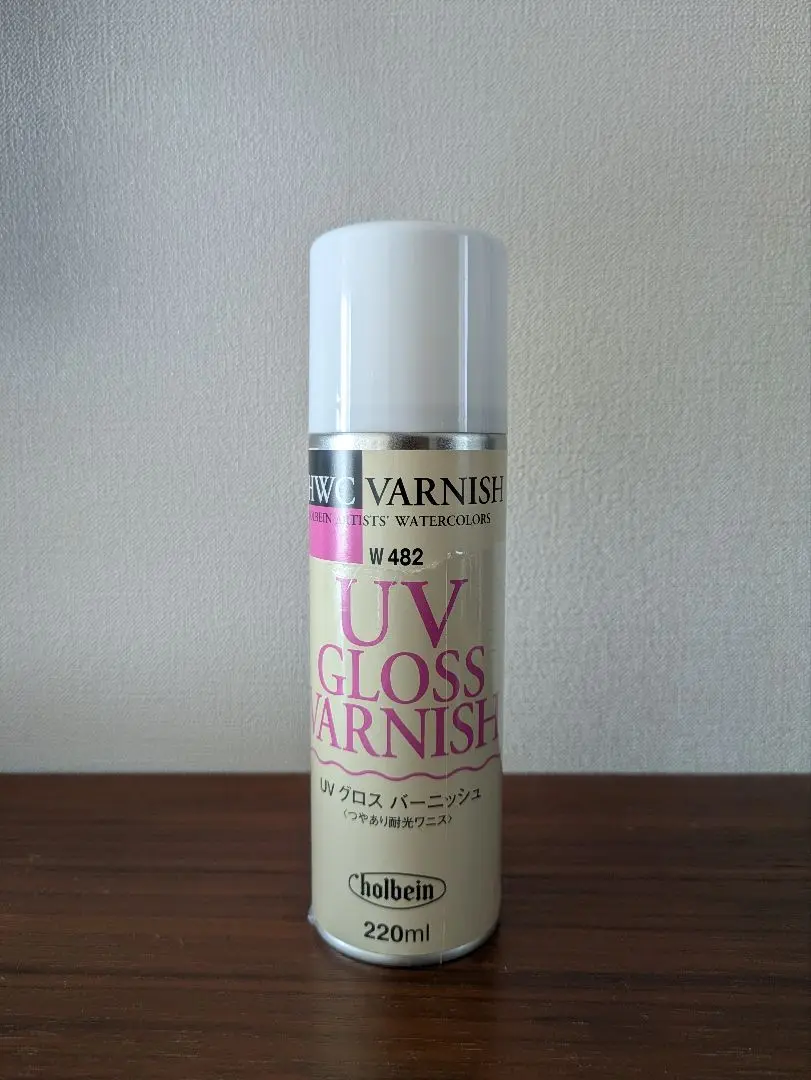 HWC VARNISH
HOLBEIN ARTISTS' WATERCOLORS
W 482
UV
GLOSS
VARNISH
UV グロス バーニッシュ
〈つやあり耐光ワニス〉
holbein
220ml